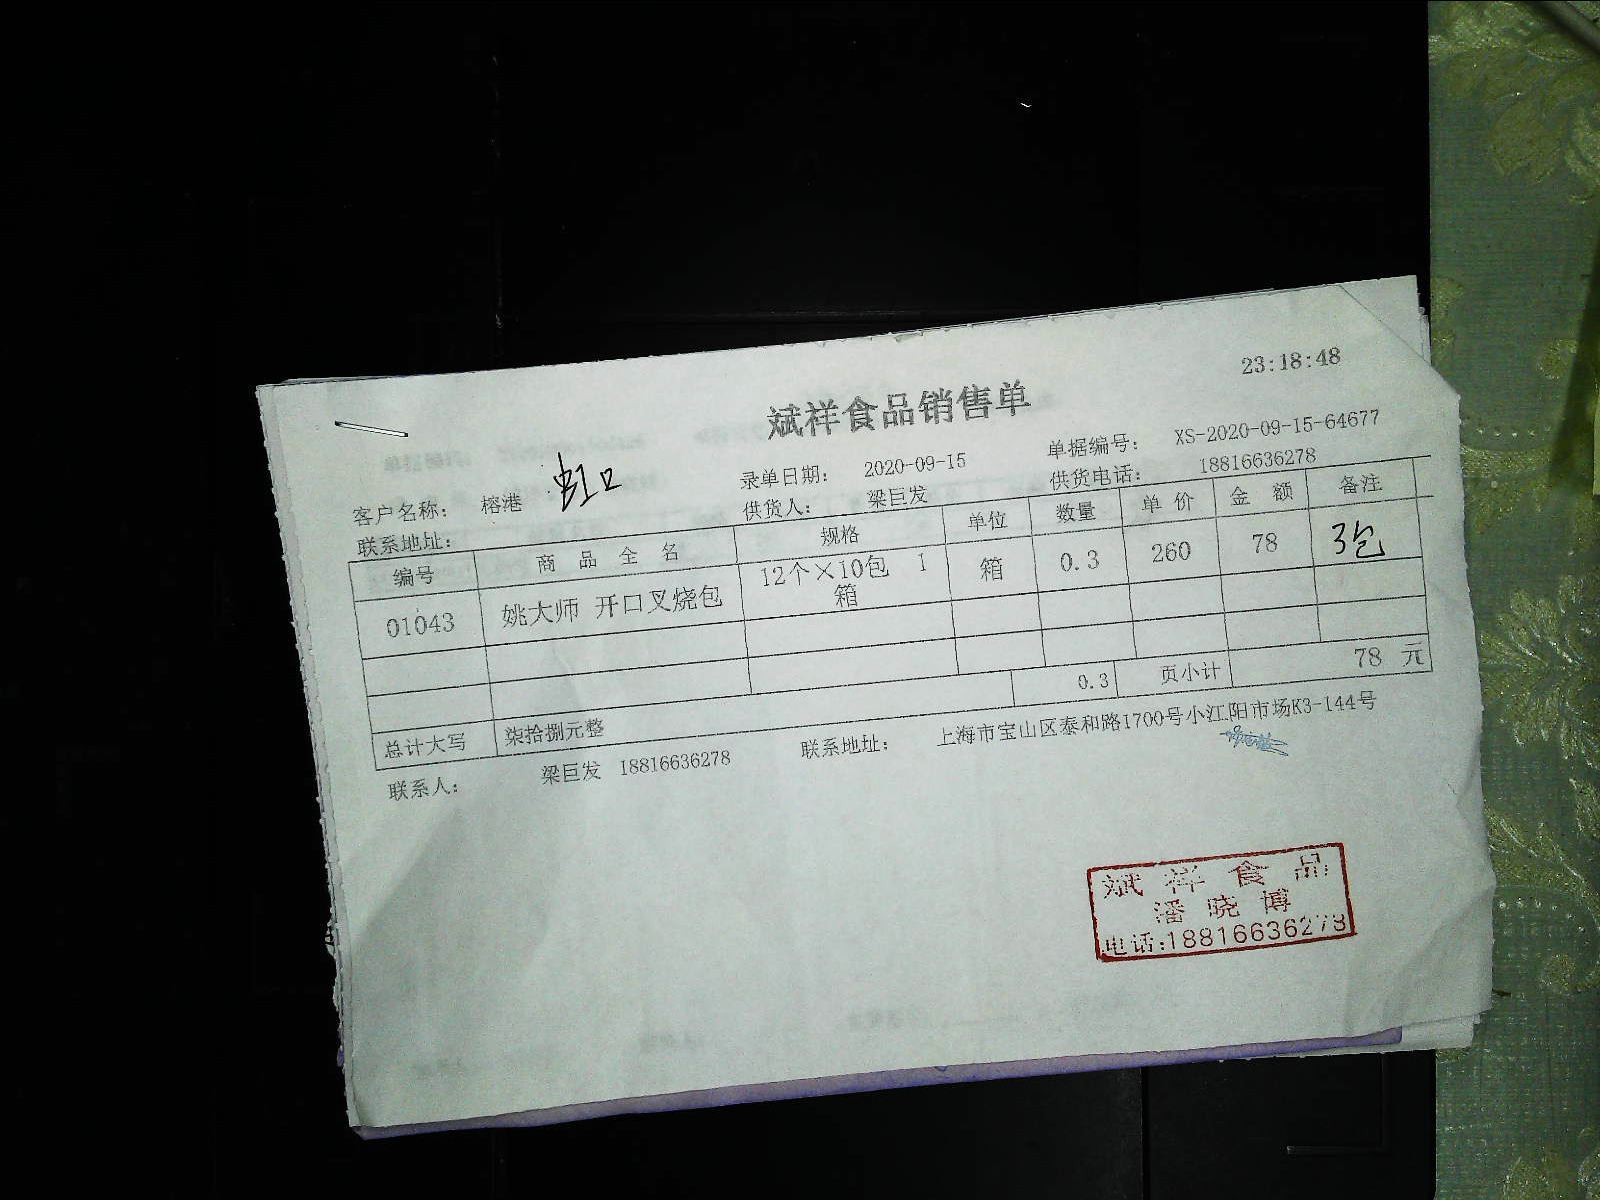 23:18:48
斌祥食品销售单
客户名称: 榕港 虹口 录单日期: 2020-09-15 单据编号: XS-2020-09-15-64677
联系地址: 供货人: 梁巨发 供货电话: 18816636278
编号 商品全名 规格 单位 数量 单价 金额 备注
01043 姚大师 开口叉烧包 12个×10包 1箱 箱 0.3 260 78 3包
0.3 页小计 78 元
总计大写 柒拾捌元整
联系人: 梁巨发 18816636278 联系地址: 上海市宝山区泰和路1700号小江阳市场K3-144号
斌祥食品
潘晓博
电话:18816636278